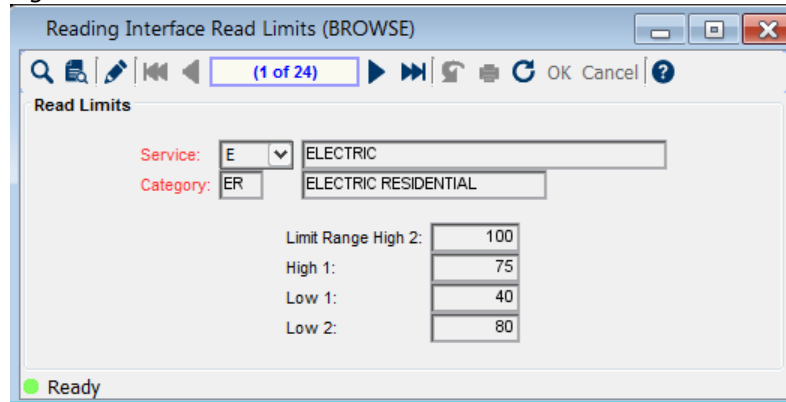 Reading Interface Read Limits (BROWSE)
(1 of 24) OK Cancel ?
Read Limits
Service: E ELECTRIC
Category: ER ELECTRIC RESIDENTIAL
Limit Range High 2: 100
High 1: 75
Low 1: 40
Low 2: 80
Ready